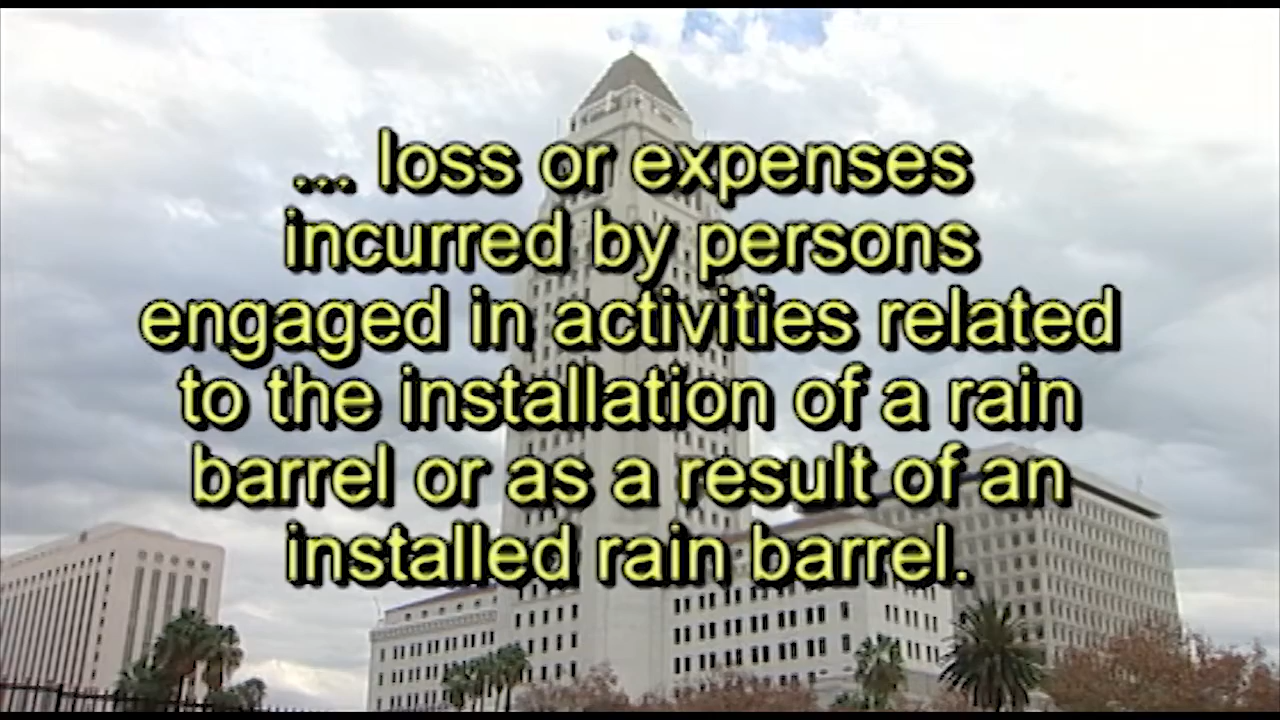 ... loss or expenses
incurred by persons
engaged in activities related
to the installation of a rain
barrel or as a result of an
installed rain barrel.